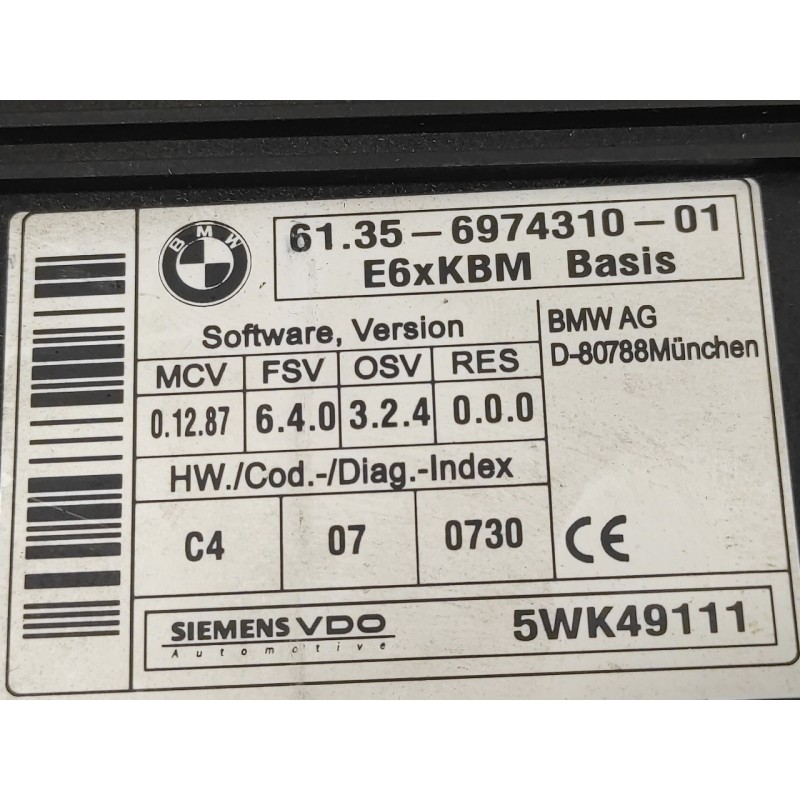 BMW
61.35-6974310-01
E6xKBM Basis
Software, Version
MCV FSV OSV RES
0.12.87 6.4.0 3.2.4 0.0.0
HW./Cod.-/Diag.-Index
C4 07 0730
BMW AG
D-80788München
CE
SIEMENS VDO
Automotive
5WK49111